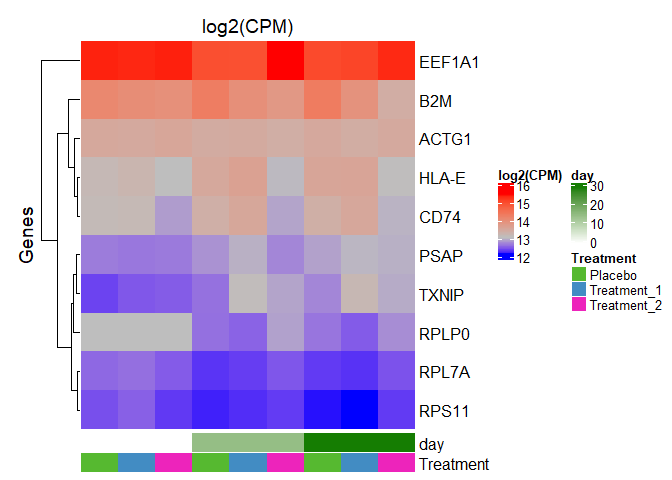 log2(CPM)
Genes
EEF1A1
B2M
ACTG1
HLA-E
CD74
PSAP
TXNIP
RPLP0
RPL7A
RPS11
day
Treatment
log2(CPM)
16
15
14
13
12
day
30
20
10
0
Treatment
Placebo
Treatment_1
Treatment_2